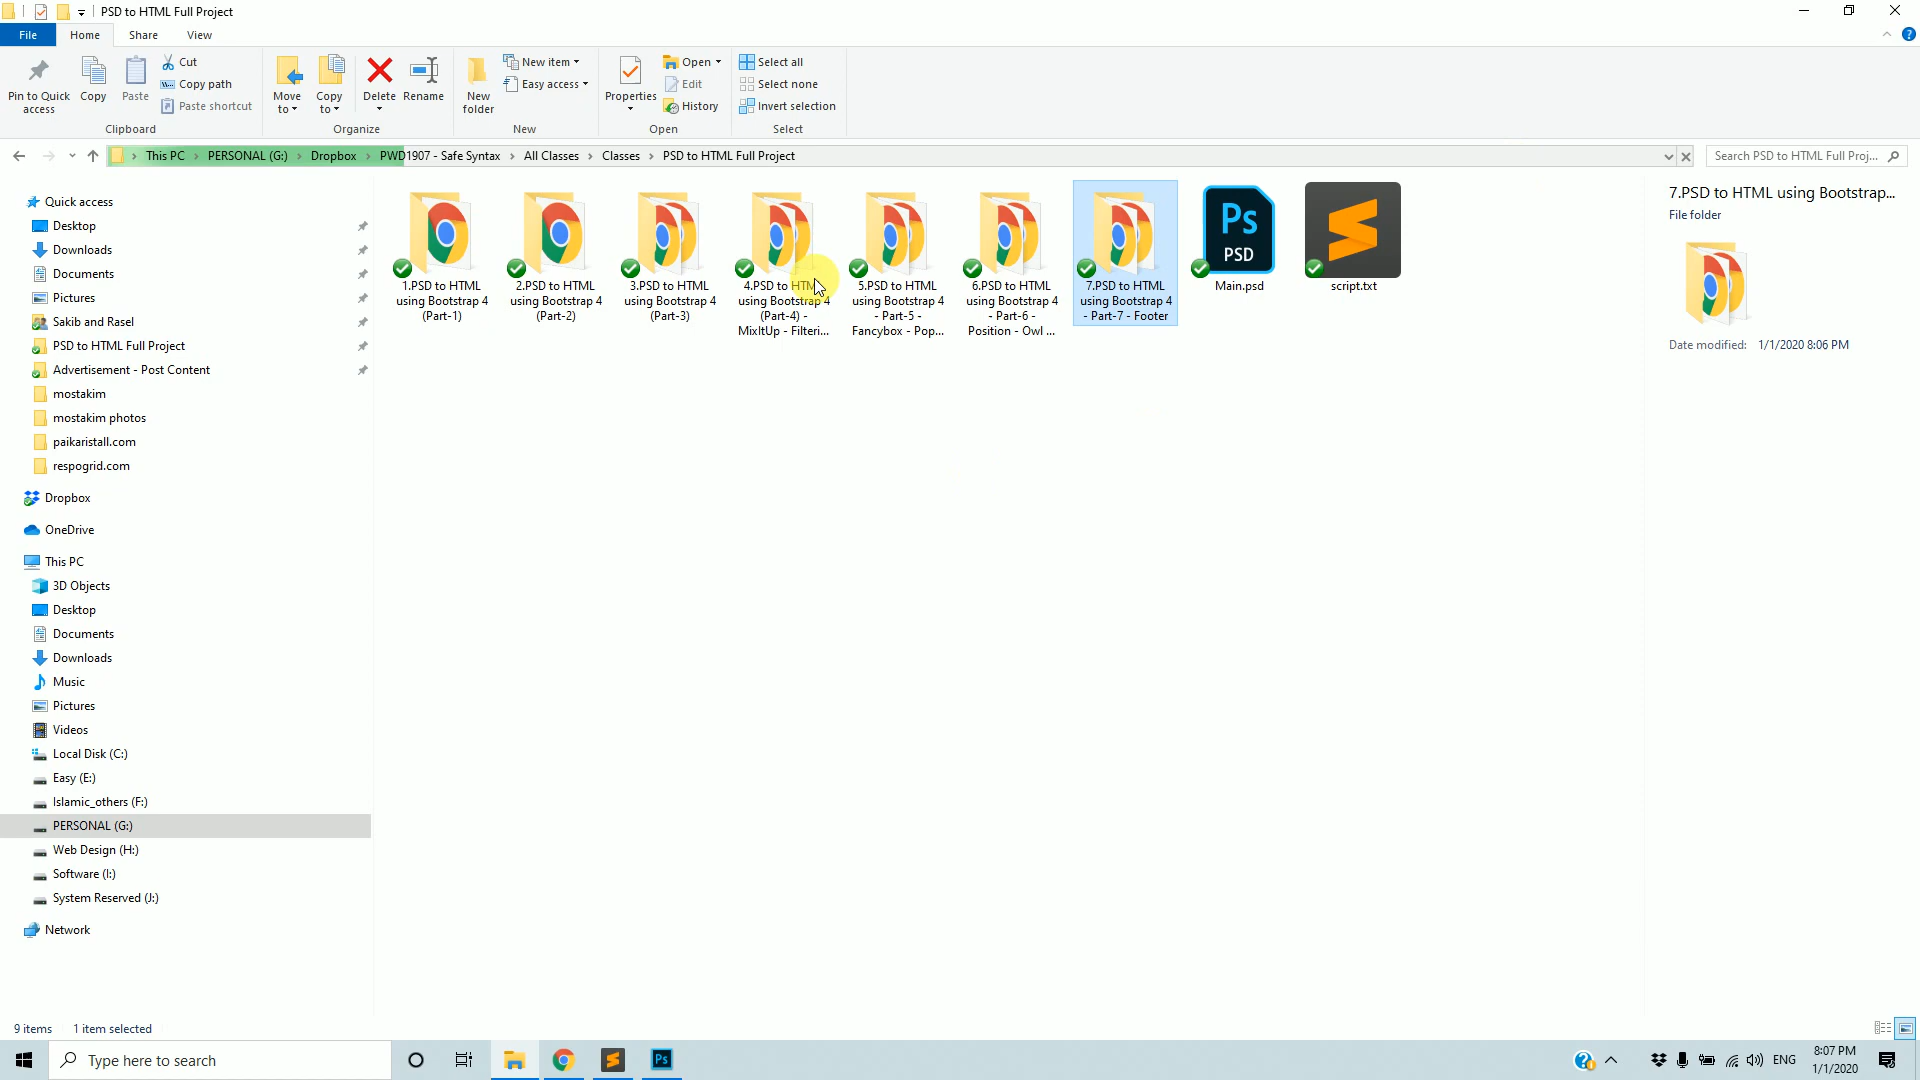 PSD to HTML Full Project
File
Home
Share
View
Pin to Quick
access
Copy
Paste
Cut
Copy path
Paste shortcut
Clipboard
Move
to
Copy
to
Delete
Rename
Organize
New
folder
New item
Easy access
New
Properties
Open
Edit
History
Open
Select all
Select none
Invert selection
Select
This PC
PERSONAL (G:)
Dropbox
PWD1907 - Safe Syntax
All Classes
Classes
PSD to HTML Full Project
Search PSD to HTML Full Proj...
Quick access
Desktop
Downloads
Documents
Pictures
Sakib and Rasel
PSD to HTML Full Project
Advertisement - Post Content
mostakim
mostakim photos
paikaristall.com
respogrid.com
Dropbox
OneDrive
This PC
3D Objects
Desktop
Documents
Downloads
Music
Pictures
Videos
Local Disk (C:)
Easy (E:)
Islamic_others (F:)
PERSONAL (G:)
Web Design (H:)
Software (I:)
System Reserved (J:)
Network
1.PSD to HTML
using Bootstrap 4
(Part-1)
2.PSD to HTML
using Bootstrap 4
(Part-2)
3.PSD to HTML
using Bootstrap 4
(Part-3)
4.PSD to HTML
using Bootstrap 4
(Part-4) -
MixItUp - Filteri...
5.PSD to HTML
using Bootstrap 4
- Part-5 -
Fancybox - Pop...
6.PSD to HTML
using Bootstrap 4
- Part-6 -
Position - Owl ...
7.PSD to HTML
using Bootstrap 4
- Part-7 - Footer
Ps
PSD
Main.psd
script.txt
7.PSD to HTML using Bootstrap...
File folder
Date modified: 1/1/2020 8:06 PM
9 items
1 item selected
Type here to search
Ps
ENG
8:07 PM
1/1/2020